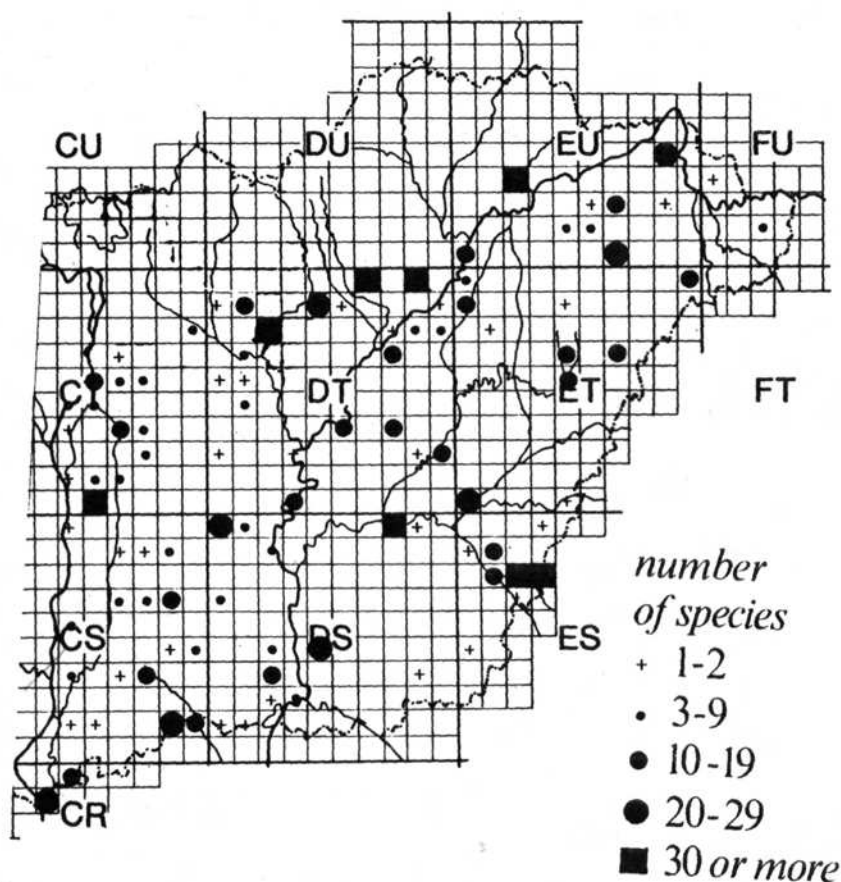 CU DU EU FU
C DT ET FT
CS DS ES
CR
number
of species
+ 1-2
• 3-9
● 10-19
● 20-29
■ 30 or more